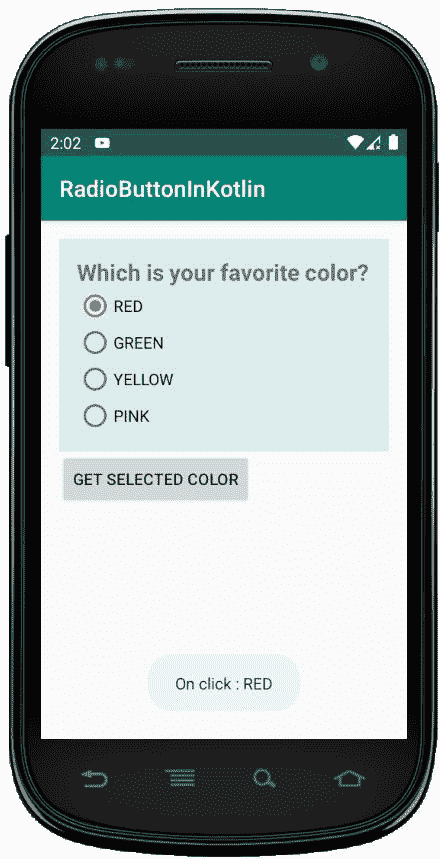 2:02
RadioButtonInKotlin
Which is your favorite color?
RED
GREEN
YELLOW
PINK
GET SELECTED COLOR
On click : RED